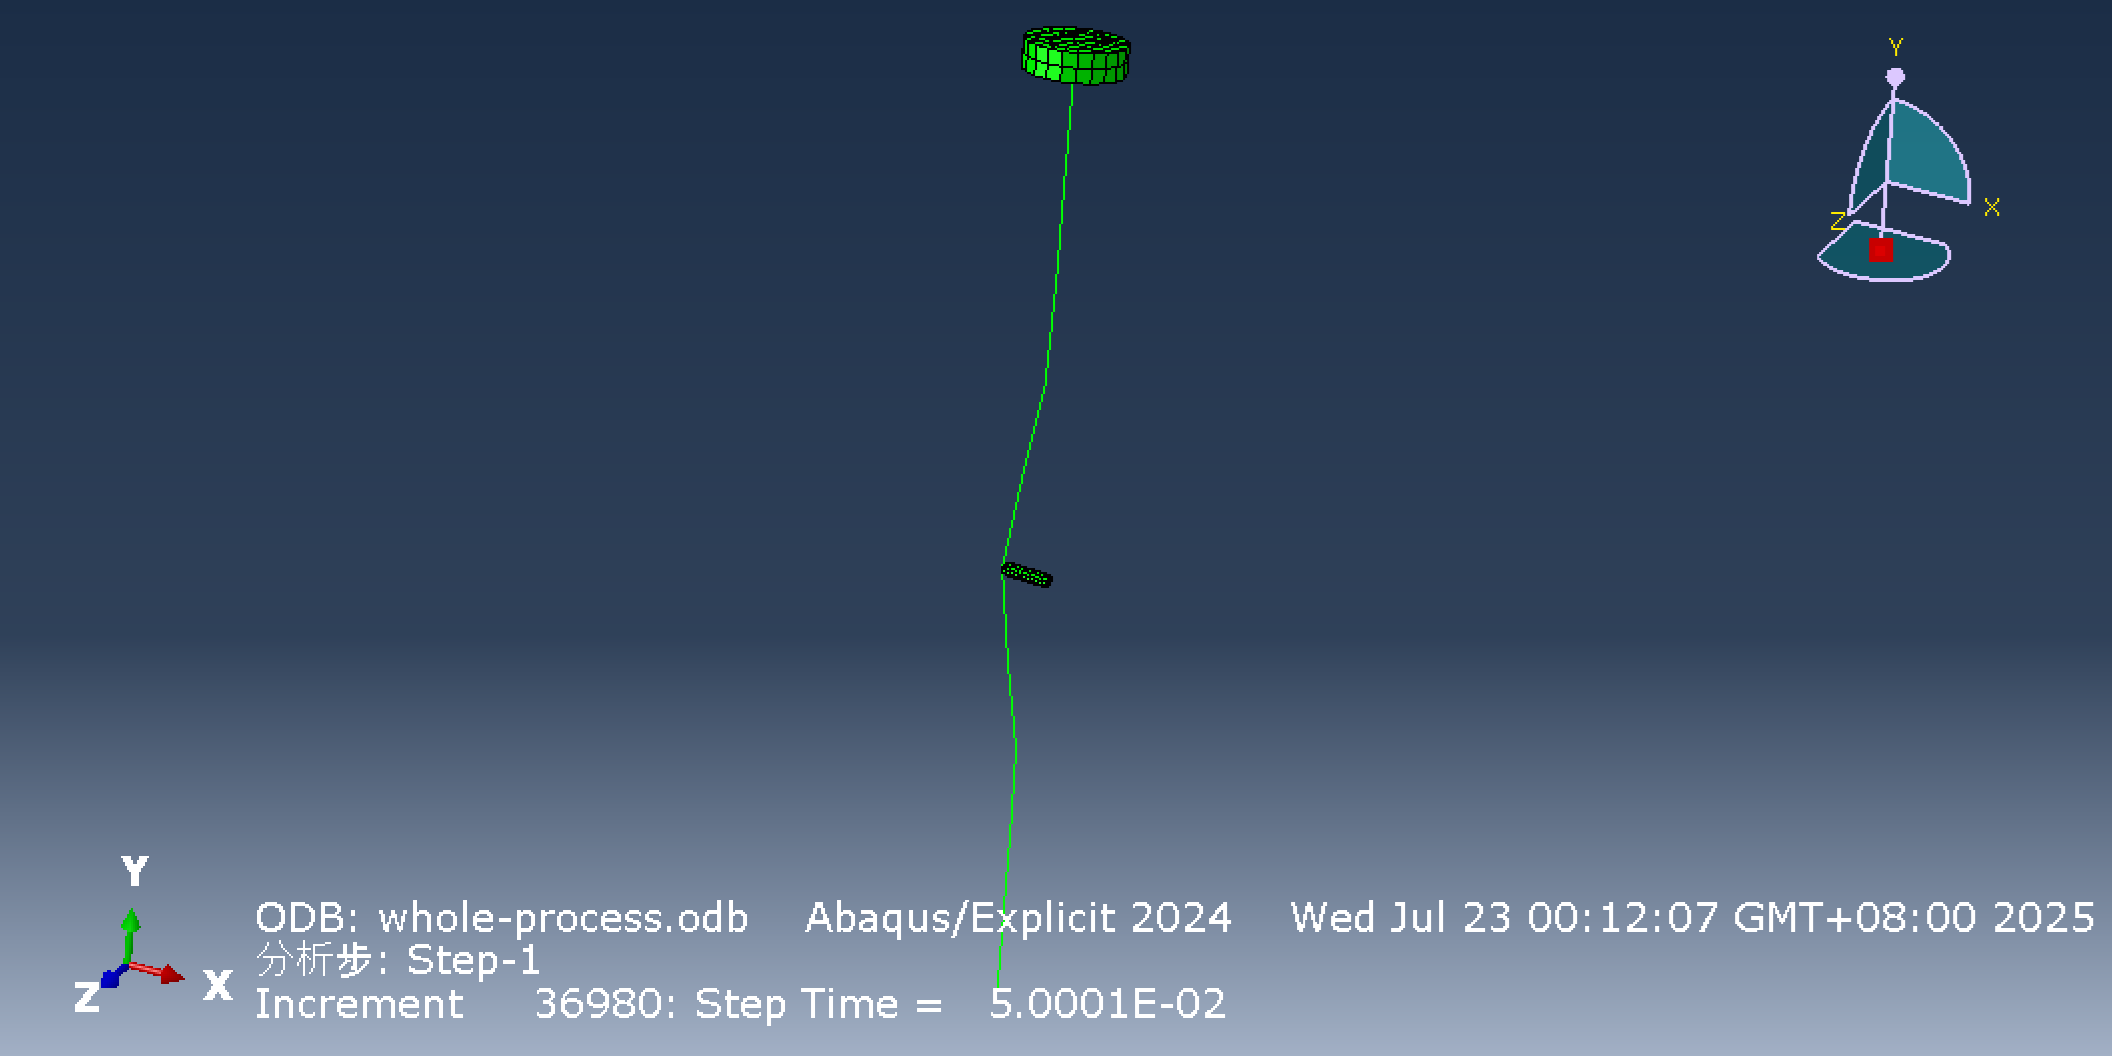 Y
X
Z
Y
Z
X
ODB: whole-process.odb Abaqus/Explicit 2024 Wed Jul 23 00:12:07 GMT+08:00 2025
分析步: Step-1
Increment 36980: Step Time = 5.0001E-02